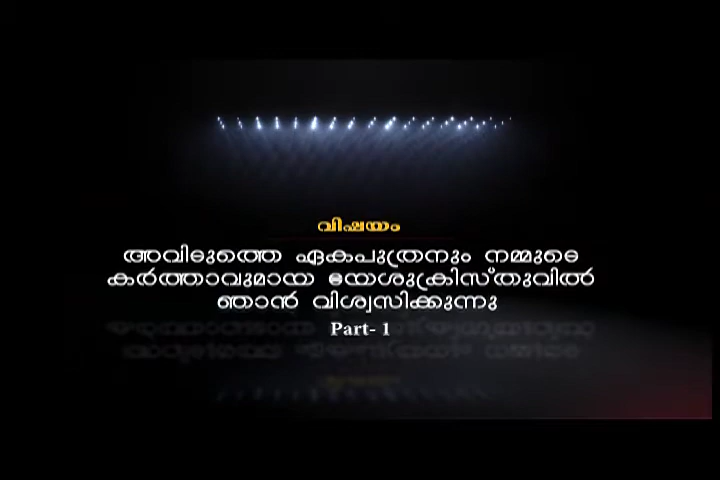 വിഷയം
അവിടുത്തെ ഏകപുത്രനും നമ്മുടെ
കർത്താവുമായ യേശുക്രിസ്തുവിൽ
ഞാൻ വിശ്വസിക്കുന്നു
Part- 1